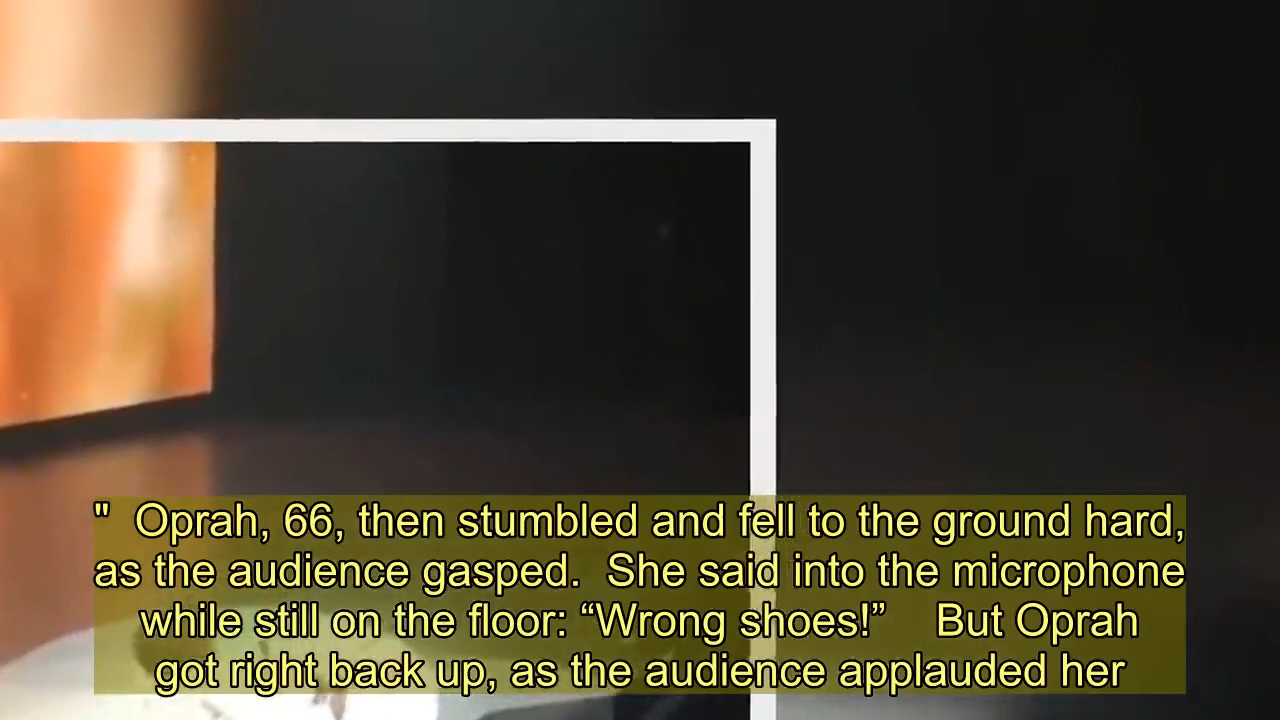 "  Oprah, 66, then stumbled and fell to the ground hard,
as the audience gasped.  She said into the microphone
while still on the floor: “Wrong shoes!”    But Oprah
got right back up, as the audience applauded her